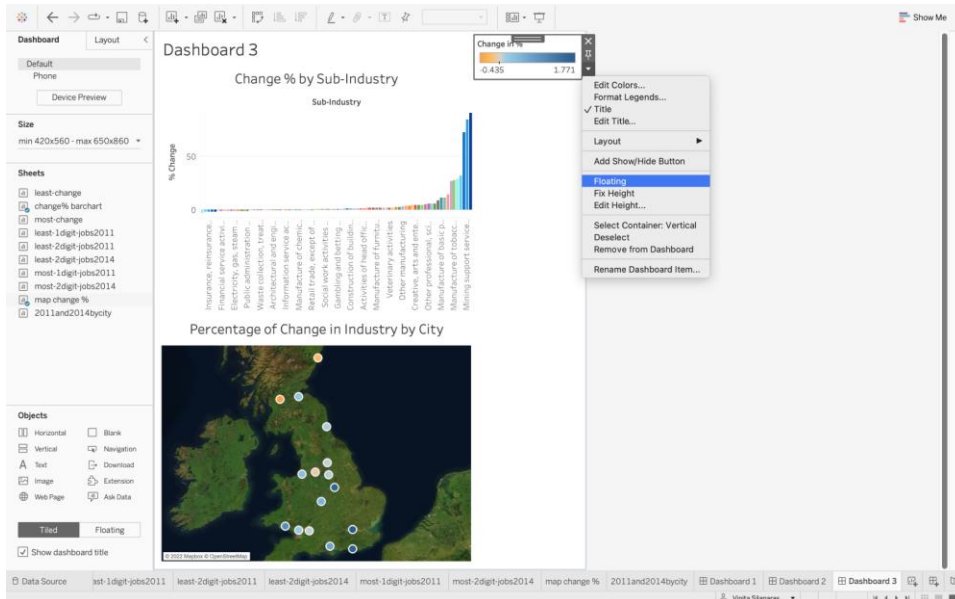 Show Me
Dashboard
Layout
Default
Phone
Device Preview
Size
min 420x560 - max 650x860
Sheets
least-change
change% barchart
most-change
least-1digit-jobs2011
least-2digit-jobs2011
least-2digit-jobs2014
most-1digit-jobs2011
most-2digit-jobs2014
map change %
2011and2014bycity
Objects
Horizontal
Blank
Vertical
Navigation
Text
Download
Image
Extension
Web Page
Ask Data
Tiled
Floating
Show dashboard title
Dashboard 3
Change % by Sub-Industry
Sub-Industry
% Change
50
0
Insurance, reinsurance..
Financial service activi..
Electricity, gas, steam ..
Public administration ..
Waste collection, treat..
Architectural and engi..
Information service ac..
Manufacture of chemic..
Retail trade, except of ..
Social work activities ..
Gambling and betting ..
Construction of buildin..
Activities of head offic..
Manufacture of furnitu..
Veterinary activities
Other manufacturing
Creative, arts and ente..
Other professional, sci..
Manufacture of basic p..
Manufacture of tobacc..
Mining support service..
Percentage of Change in Industry by City
© 2022 Mapbox © OpenStreetMap
Change in %
-0.435
1.771
Edit Colors...
Format Legends...
Title
Edit Title...
Layout
Add Show/Hide Button
Floating
Fix Height
Edit Height...
Select Container: Vertical
Deselect
Remove from Dashboard
Rename Dashboard Item...
Data Source
ast-1digit-jobs2011
least-2digit-jobs2011
least-2digit-jobs2014
most-1digit-jobs2011
most-2digit-jobs2014
map change %
2011and2014bycity
Dashboard 1
Dashboard 2
Dashboard 3